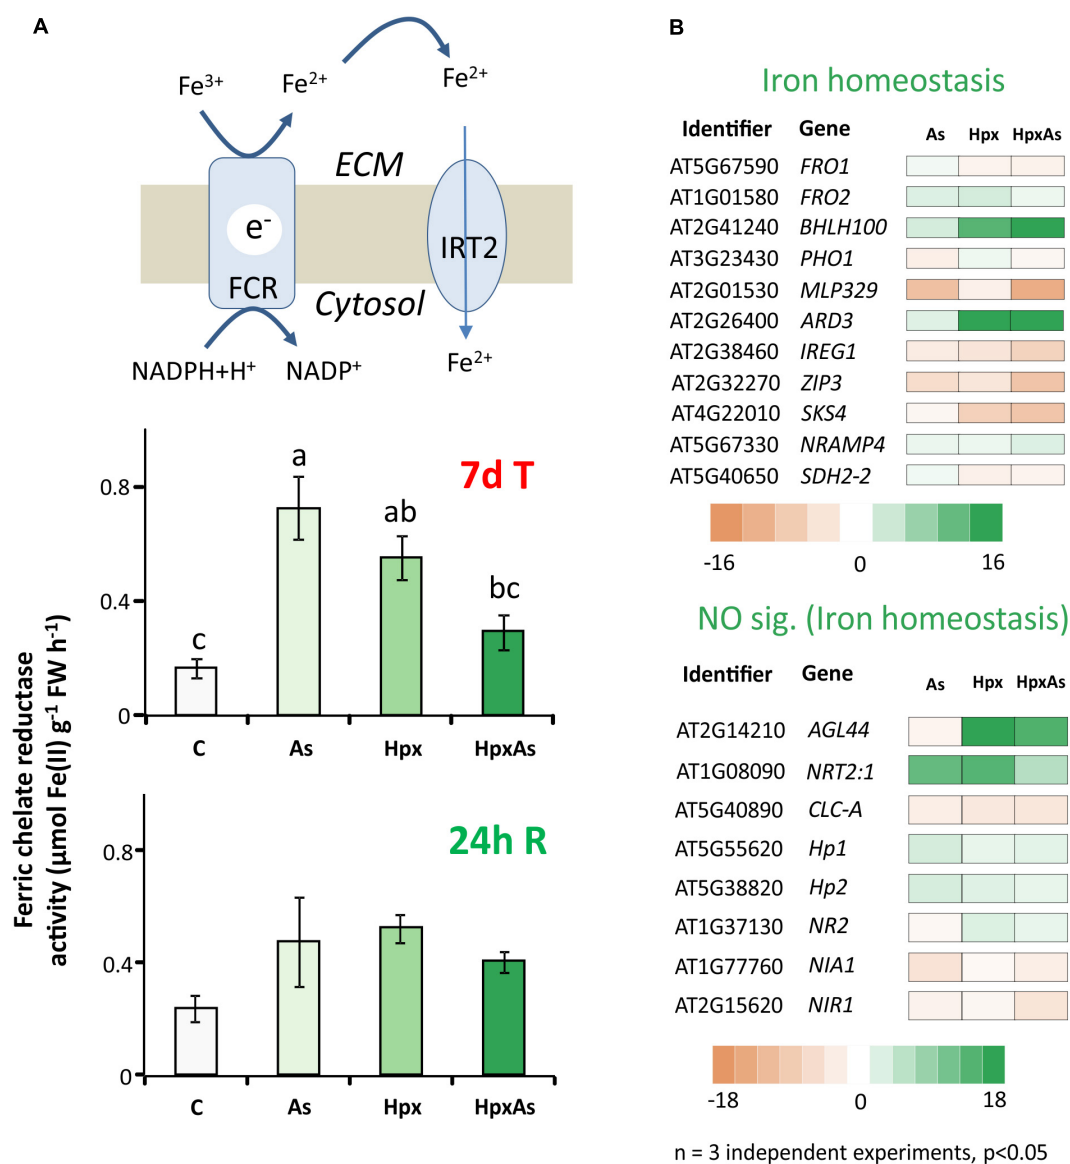 A
Fe³⁺
Fe²⁺
Fe²⁺
ECM
e⁻
FCR
IRT2
Cytosol
NADPH+H⁺
NADP⁺
Fe²⁺
Ferric chelate reductase
activity (µmol Fe(II) g⁻¹ FW h⁻¹)
7d T
0.8
0.4
0
c
a
ab
bc
C As Hpx HpxAs
24h R
0.8
0.4
0
C As Hpx HpxAs
B
Iron homeostasis
Identifier Gene As Hpx HpxAs
AT5G67590 FRO1
AT1G01580 FRO2
AT2G41240 BHLH100
AT3G23430 PHO1
AT2G01530 MLP329
AT2G26400 ARD3
AT2G38460 IREG1
AT2G32270 ZIP3
AT4G22010 SKS4
AT5G67330 NRAMP4
AT5G40650 SDH2-2
-16 0 16
NO sig. (Iron homeostasis)
Identifier Gene As Hpx HpxAs
AT2G14210 AGL44
AT1G08090 NRT2:1
AT5G40890 CLC-A
AT5G55620 Hp1
AT5G38820 Hp2
AT1G37130 NR2
AT1G77760 NIA1
AT2G15620 NIR1
-18 0 18
n = 3 independent experiments, p<0.05